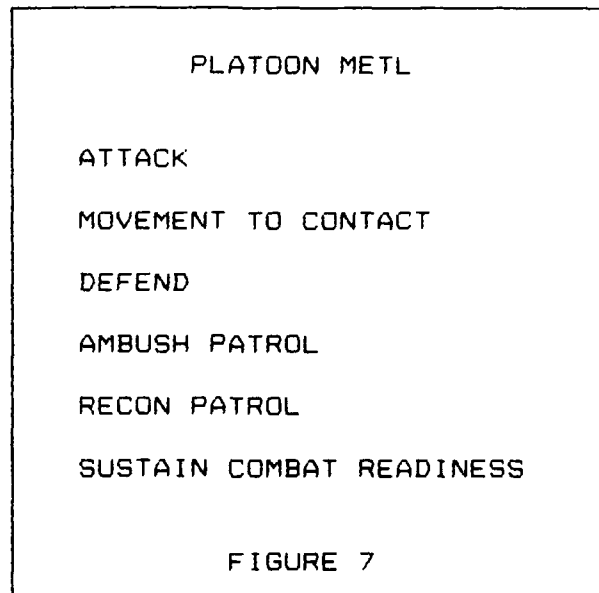 PLATOON METL
ATTACK
MOVEMENT TO CONTACT
DEFEND
AMBUSH PATROL
RECON PATROL
SUSTAIN COMBAT READINESS
FIGURE 7